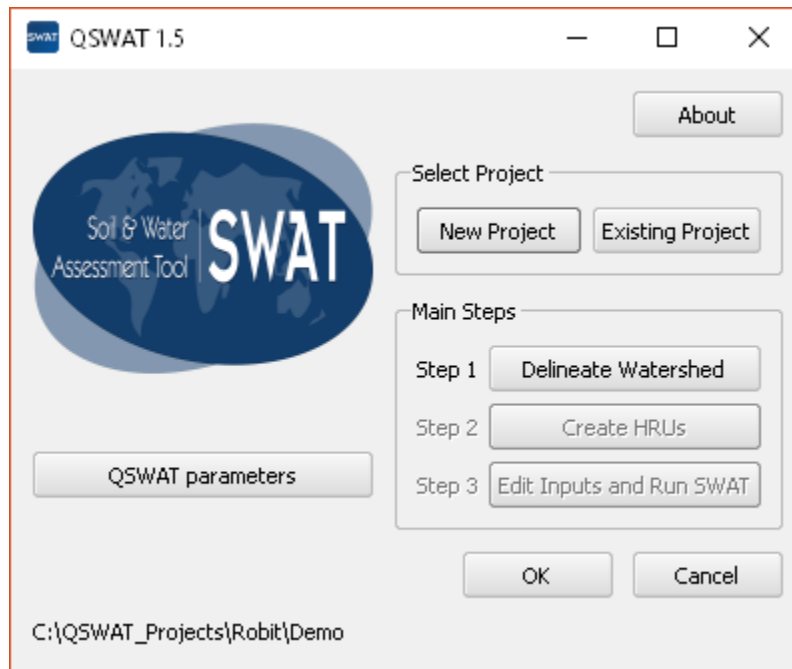 SWAT QSWAT 1.5
About
Soil & Water
Assessment Tool
SWAT
Select Project
New Project Existing Project
Main Steps
Step 1 Delineate Watershed
Step 2 Create HRUs
Step 3 Edit Inputs and Run SWAT
QSWAT parameters
OK Cancel
C:\QSWAT_Projects\Robit\Demo